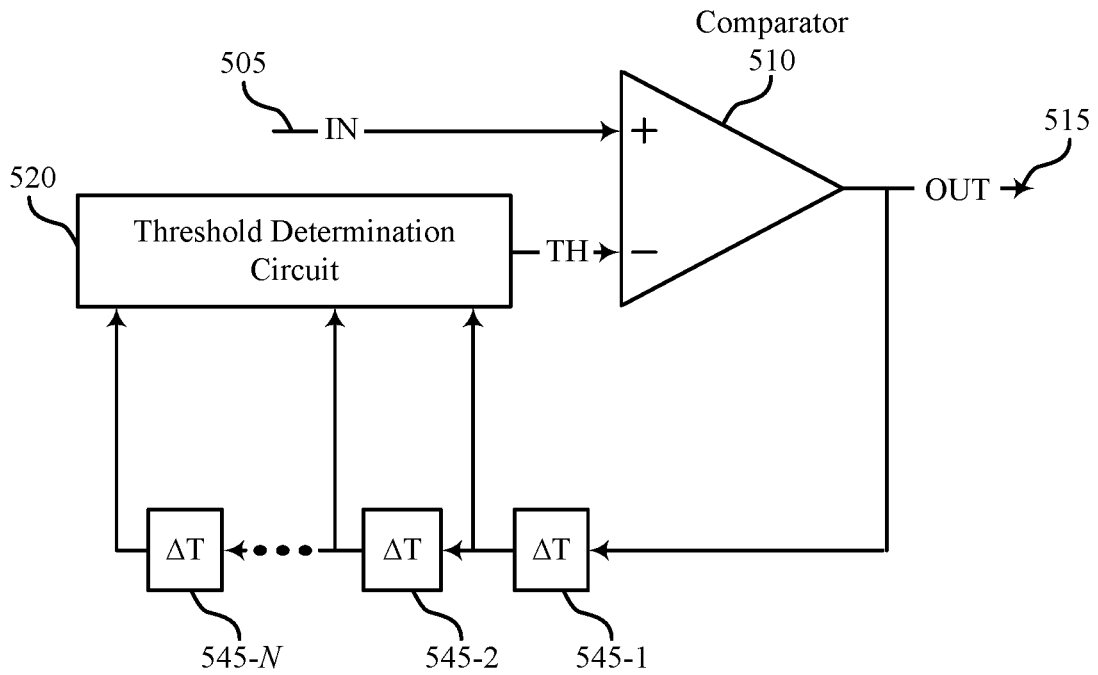 Comparator
510
505
IN
+
515
520
OUT
Threshold Determination
Circuit
TH
−
ΔT
ΔT
ΔT
545-N
545-2
545-1